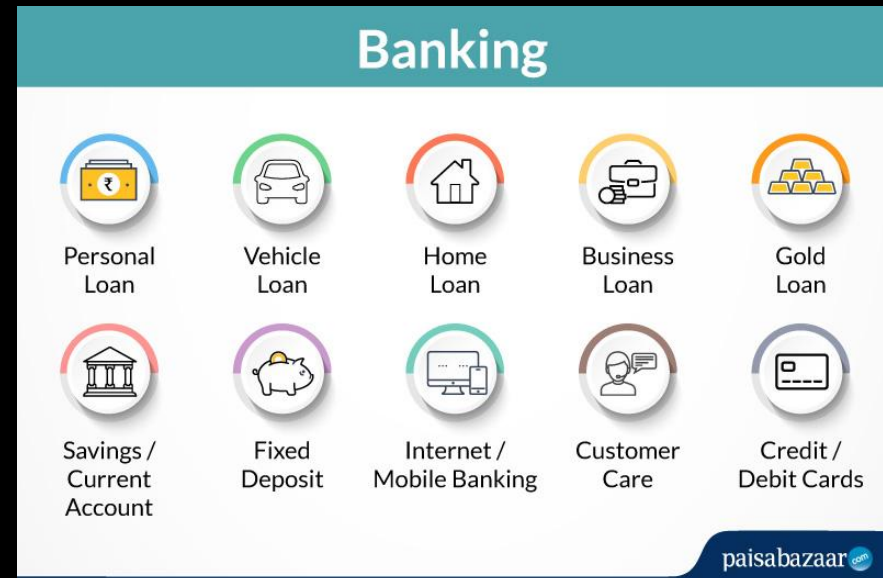 Banking
₹
Personal
Loan
Vehicle
Loan
Home
Loan
Business
Loan
Gold
Loan
Savings /
Current
Account
Fixed
Deposit
Internet /
Mobile Banking
Customer
Care
Credit /
Debit Cards
paisabazaar com